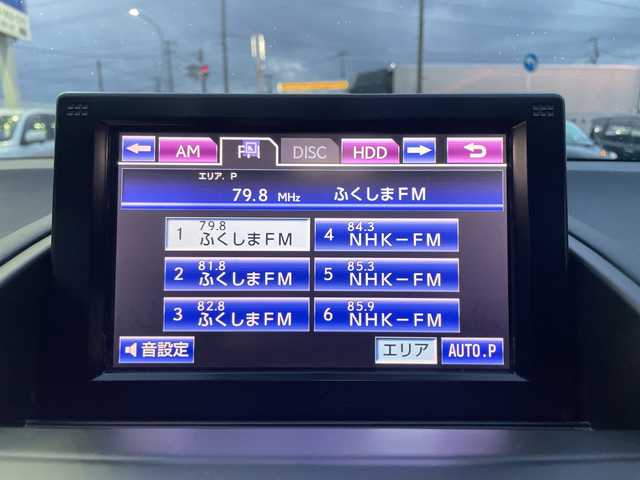 AM FM DISC HDD
エリア. P
79.8 MHz ふくしまFM
1 79.8 ふくしまFM
4 84.3 NHK-FM
2 81.8 ふくしまFM
5 85.3 NHK-FM
3 82.8 ふくしまFM
6 85.9 NHK-FM
音設定 エリア AUTO.P